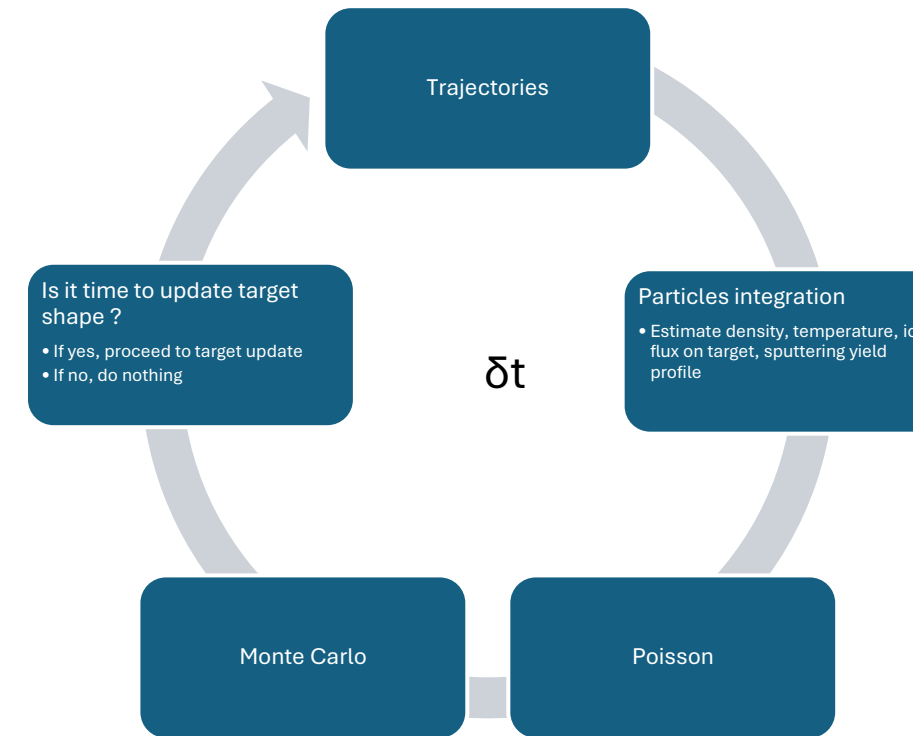 Trajectories
Is it time to update target
shape ?
• If yes, proceed to target update
• If no, do nothing
Particles integration
• Estimate density, temperature,
flux on target, sputtering yield
profile
δt
Monte Carlo
Poisson